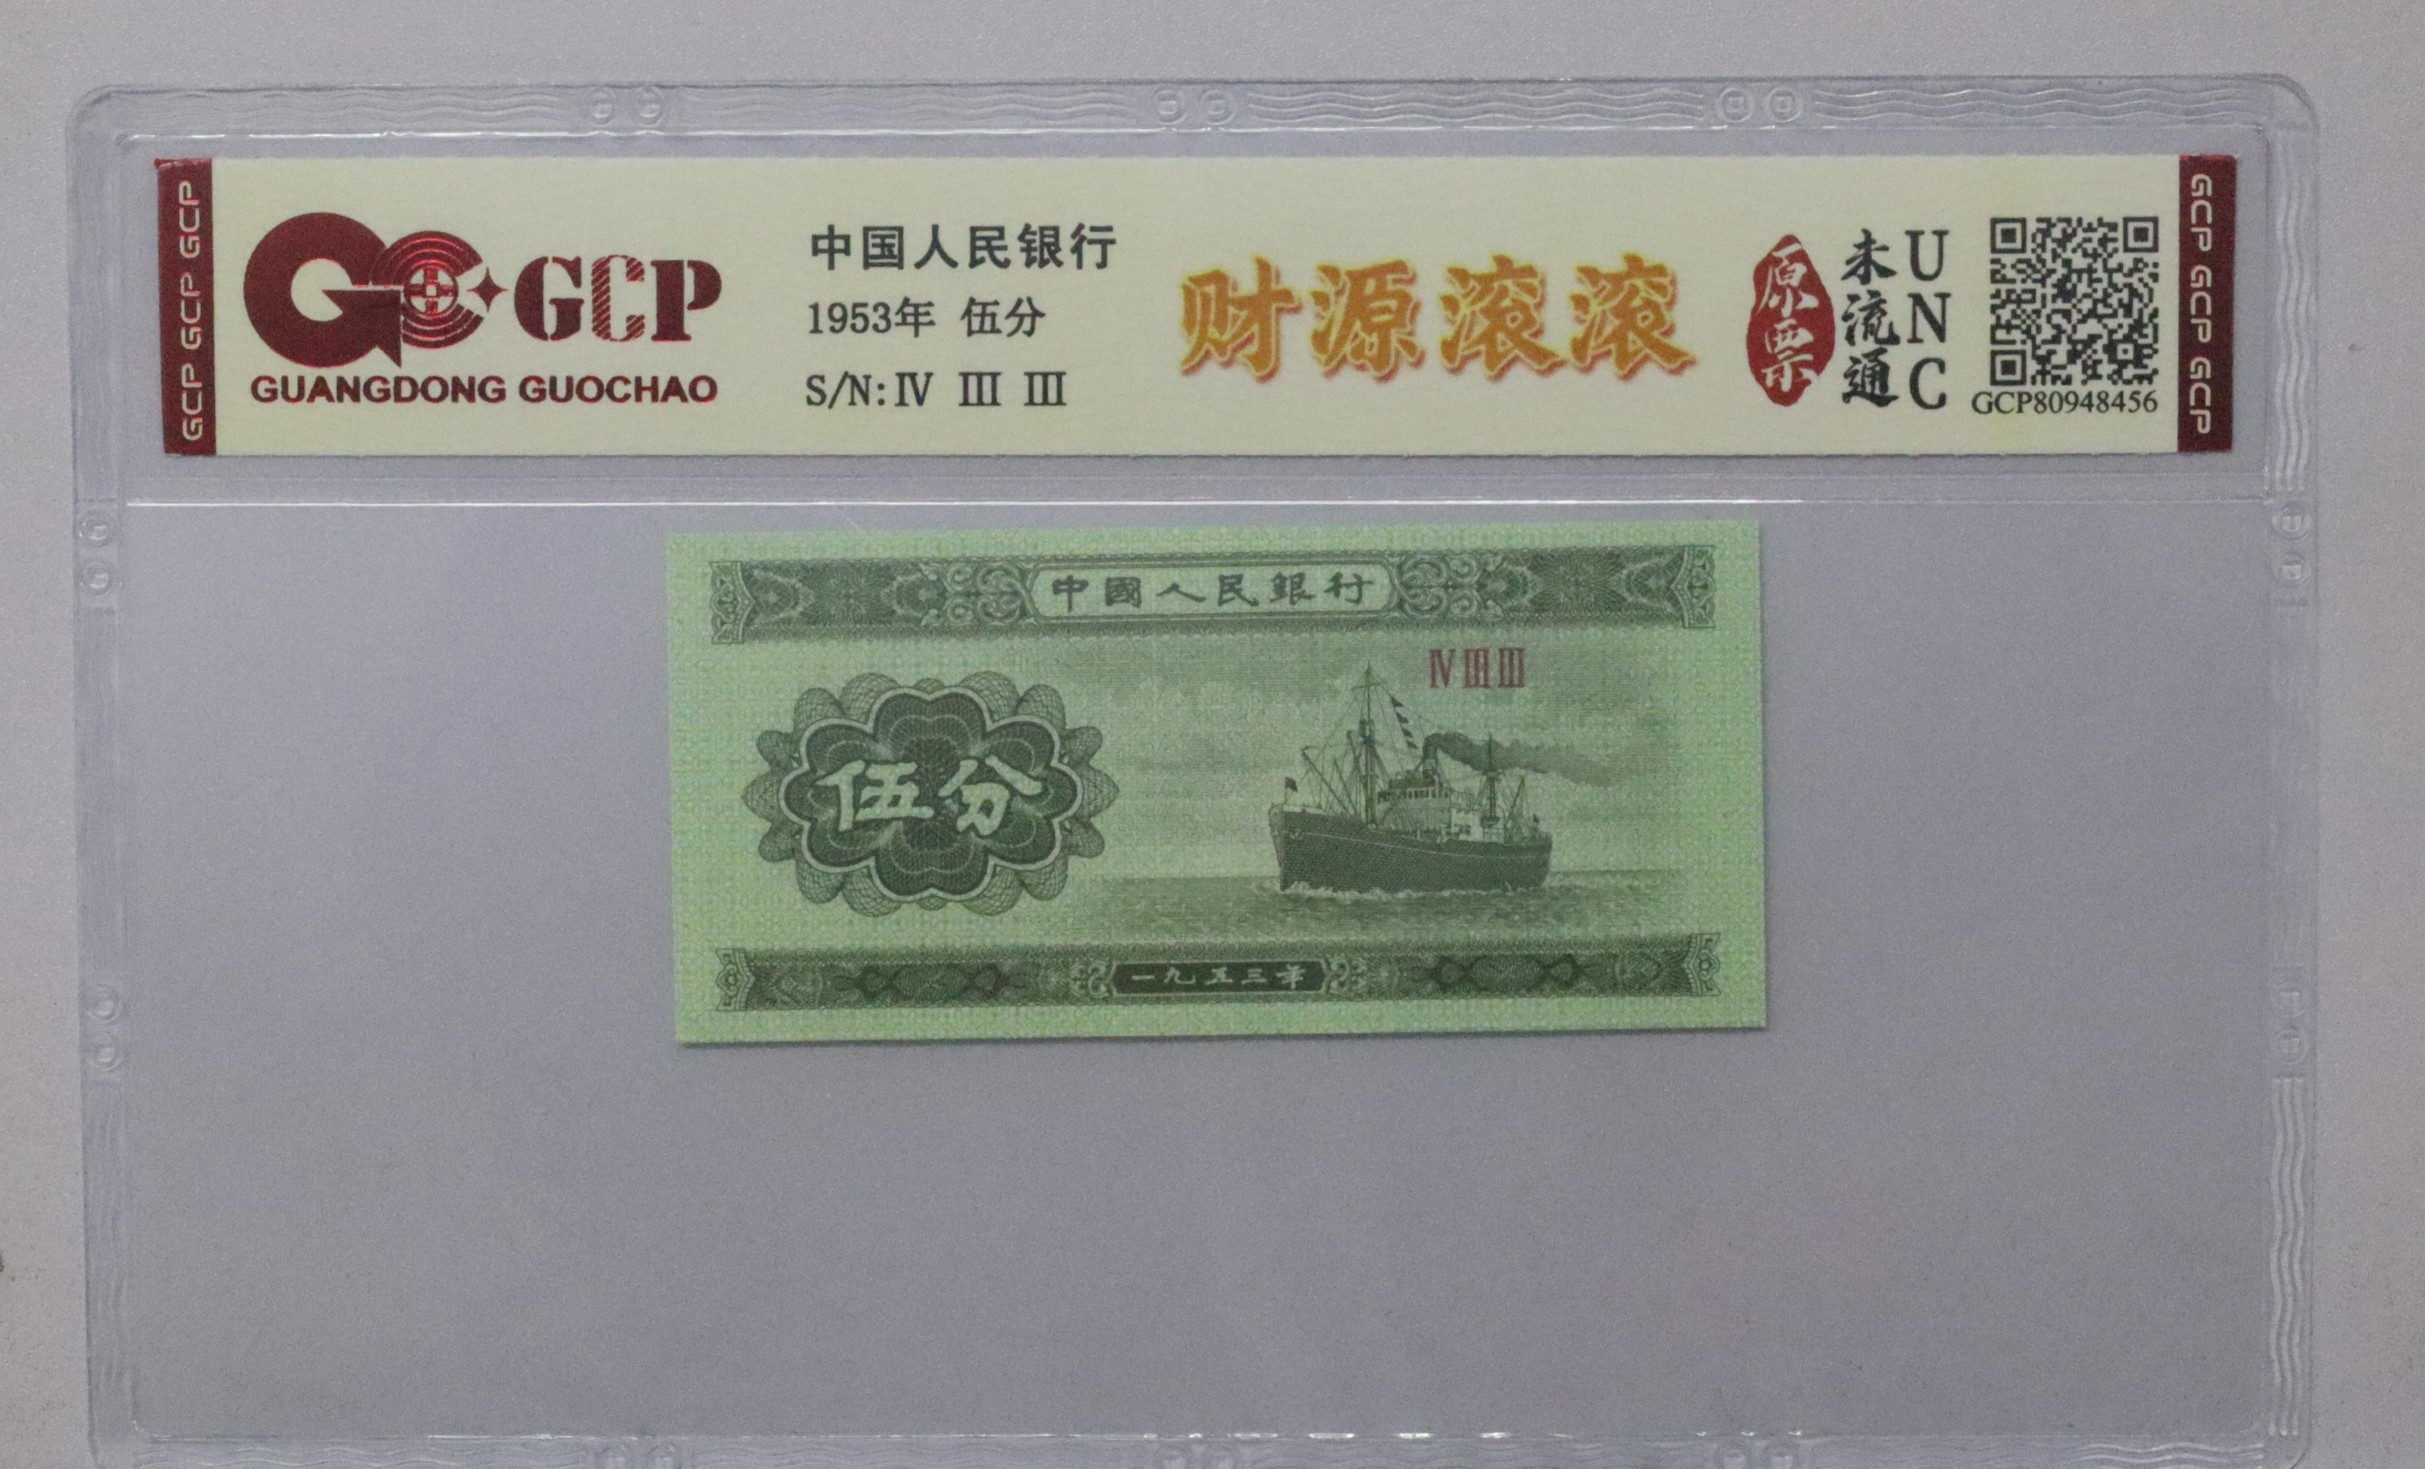 GCP GCP GCP
GCP
GUANGDONG GUOCHAO
中国人民银行
1953年 伍分
S/N: IV III III
财源滚滚
原票
未流通
UNC
GCP80948456
GCP GCP GCP
中國人民銀行
IV III III
伍分
一九五三年